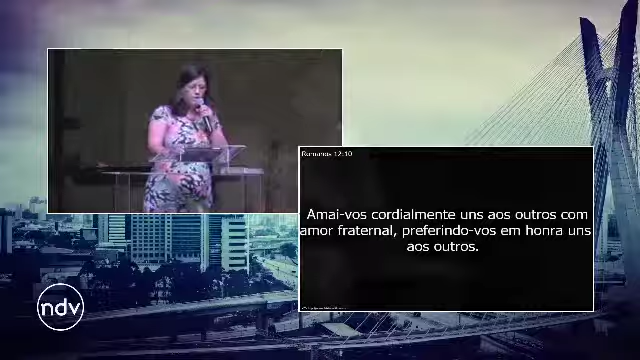 Romanos 12:10
Amai-vos cordialmente uns aos outros com
amor fraternal, preferindo-vos em honra uns
aos outros.
ndv